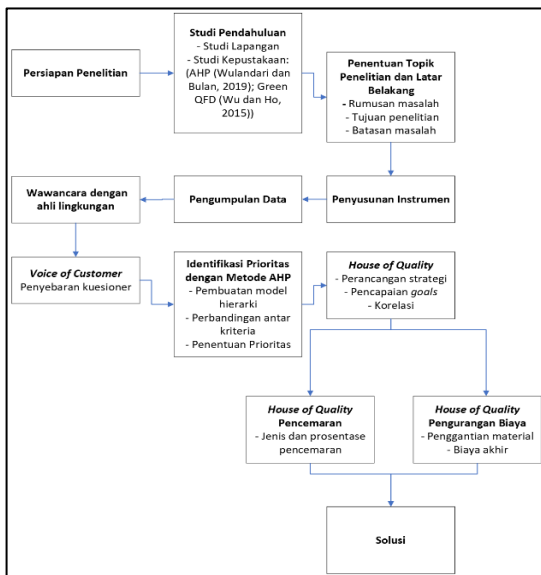 Persiapan Penelitian
Studi Pendahuluan
- Studi Lapangan
- Studi Kepustakaan:
(AHP (Wulandari dan
Bulan, 2019); Green
QFD (Wu dan Ho,
2015))
Penentuan Topik
Penelitian dan Latar
Belakang
- Rumusan masalah
- Tujuan penelitian
- Batasan masalah
Wawancara dengan
ahli lingkungan
Pengumpulan Data
Penyusunan Instrumen
Voice of Customer
Penyebaran kuesioner
Identifikasi Prioritas
dengan Metode AHP
- Pembuatan model
hierarki
- Perbandingan antar
kriteria
- Penentuan Prioritas
House of Quality
- Perancangan strategi
- Pencapaian goals
- Korelasi
House of Quality
Pencemaran
- Jenis dan prosentase
pencemaran
House of Quality
Pengurangan Biaya
- Penggantian material
- Biaya akhir
Solusi